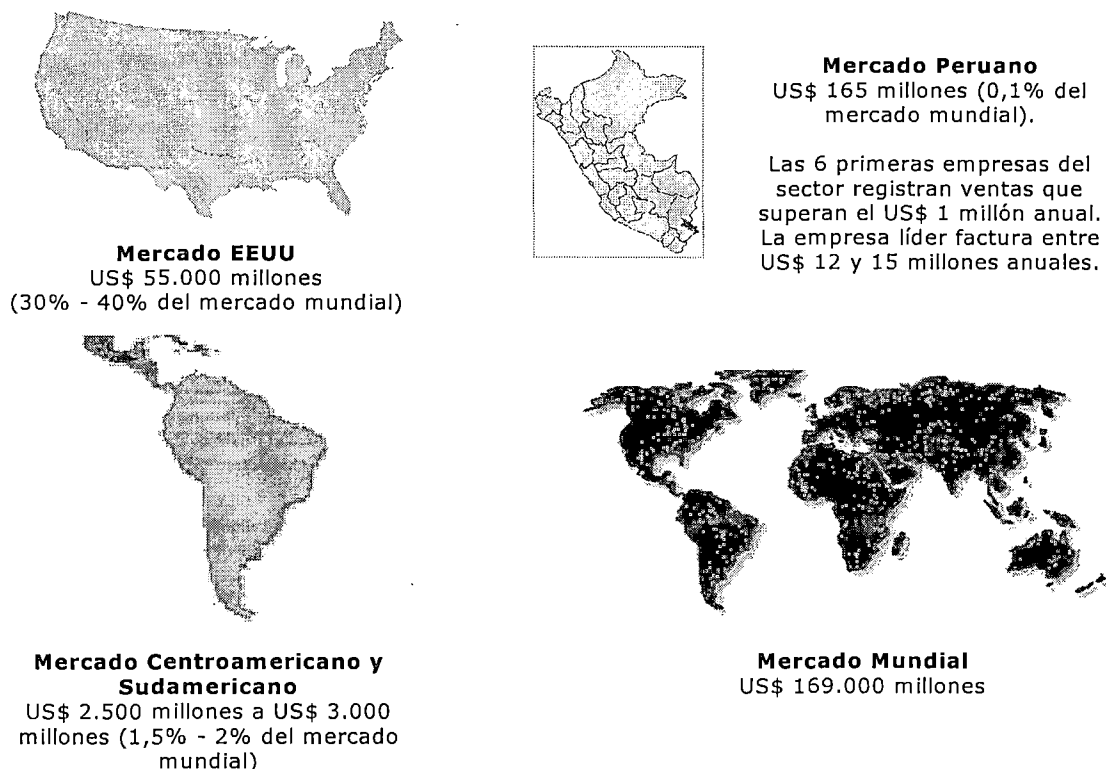 Mercado EEUU
US$ 55.000 millones
(30% - 40% del mercado mundial)
Mercado Peruano
US$ 165 millones (0,1% del
mercado mundial).
Las 6 primeras empresas del
sector registran ventas que
superan el US$ 1 millón anual.
La empresa líder factura entre
US$ 12 y 15 millones anuales.
Mercado Centroamericano y
Sudamericano
US$ 2.500 millones a US$ 3.000
millones (1,5% - 2% del mercado
mundial)
Mercado Mundial
US$ 169.000 millones